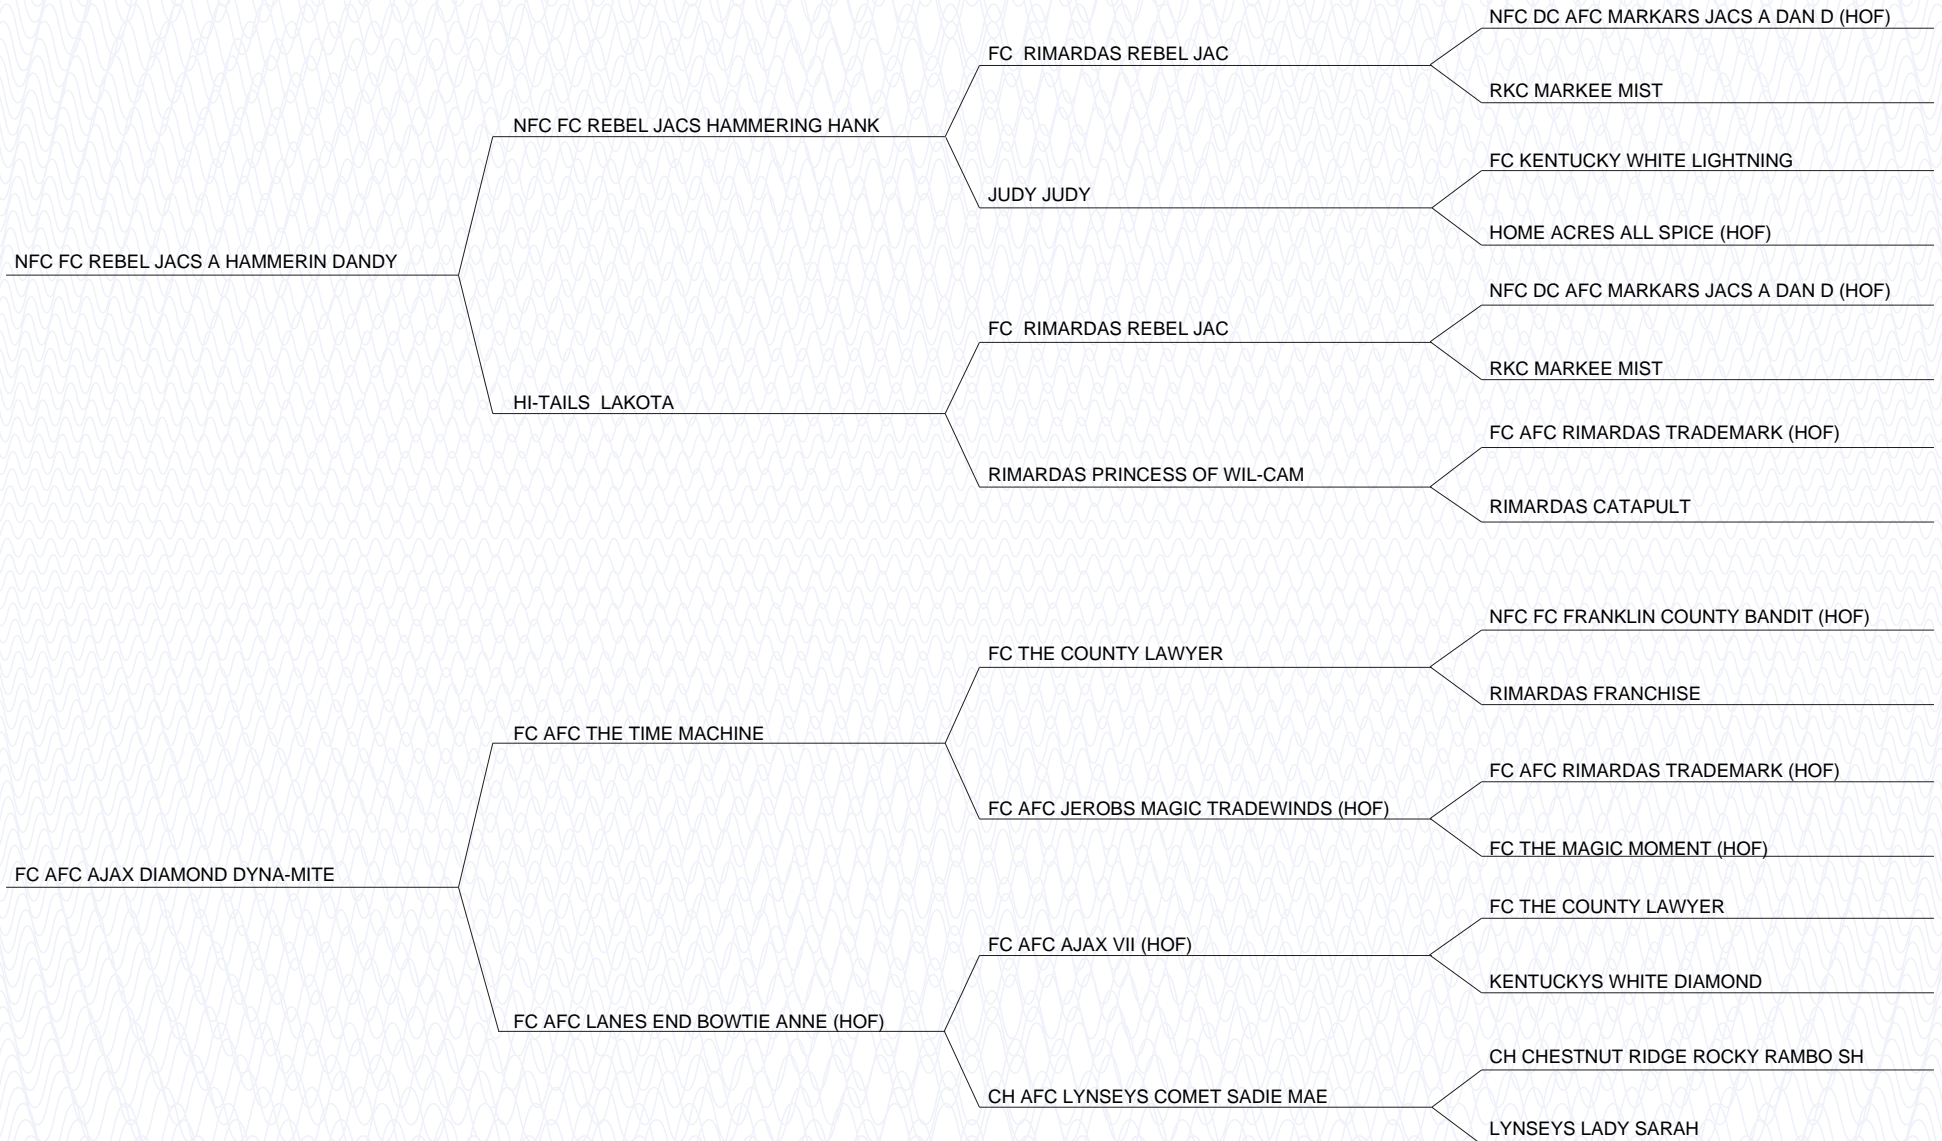 NFC DC AFC MARKARS JACS A DAN D (HOF)
FC  RIMARDAS REBEL JAC
RKC MARKEE MIST
NFC FC REBEL JACS HAMMERING HANK
FC KENTUCKY WHITE LIGHTNING
JUDY JUDY
HOME ACRES ALL SPICE (HOF)
NFC FC REBEL JACS A HAMMERIN DANDY
NFC DC AFC MARKARS JACS A DAN D (HOF)
FC  RIMARDAS REBEL JAC
RKC MARKEE MIST
HI-TAILS  LAKOTA
FC AFC RIMARDAS TRADEMARK (HOF)
RIMARDAS PRINCESS OF WIL-CAM
RIMARDAS CATAPULT
NFC FC FRANKLIN COUNTY BANDIT (HOF)
FC THE COUNTY LAWYER
RIMARDAS FRANCHISE
FC AFC THE TIME MACHINE
FC AFC RIMARDAS TRADEMARK (HOF)
FC AFC JEROBS MAGIC TRADEWINDS (HOF)
FC THE MAGIC MOMENT (HOF)
FC AFC AJAX DIAMOND DYNA-MITE
FC THE COUNTY LAWYER
FC AFC AJAX VII (HOF)
KENTUCKYS WHITE DIAMOND
FC AFC LANES END BOWTIE ANNE (HOF)
CH CHESTNUT RIDGE ROCKY RAMBO SH
CH AFC LYNSEYS COMET SADIE MAE
LYNSEYS LADY SARAH